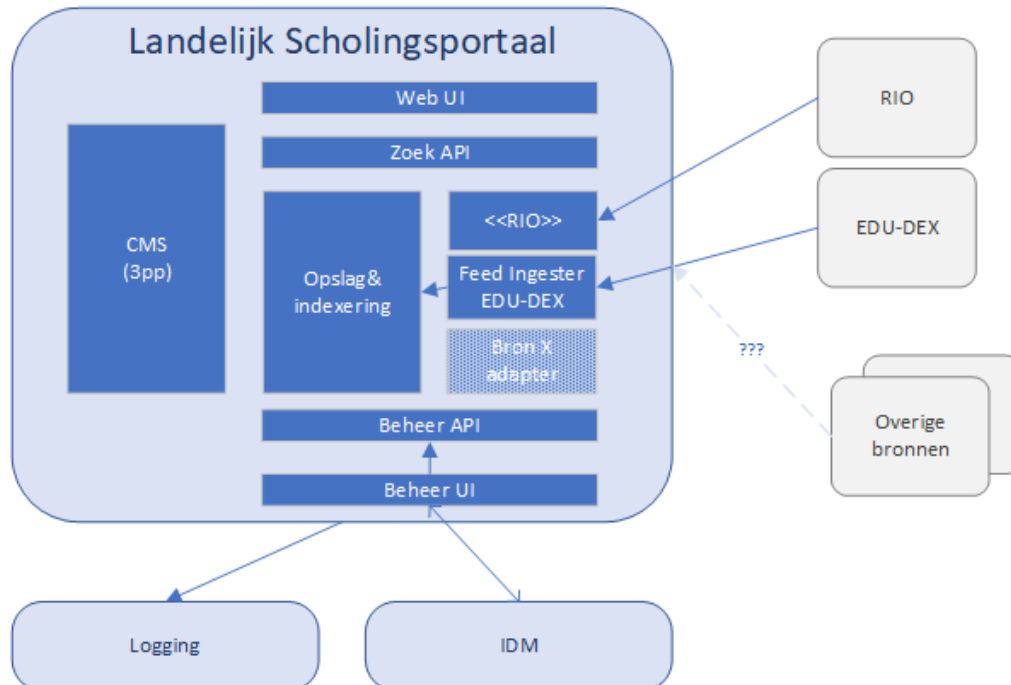 Landelijk Scholingsportaal
Web UI
Zoek API
CMS
(3pp)
Opslag&
indexering
<<RIO>>
Feed Ingester
EDU-DEX
Bron X
adapter
Beheer API
Beheer UI
RIO
EDU-DEX
???
Overige
bronnen
Logging
IDM